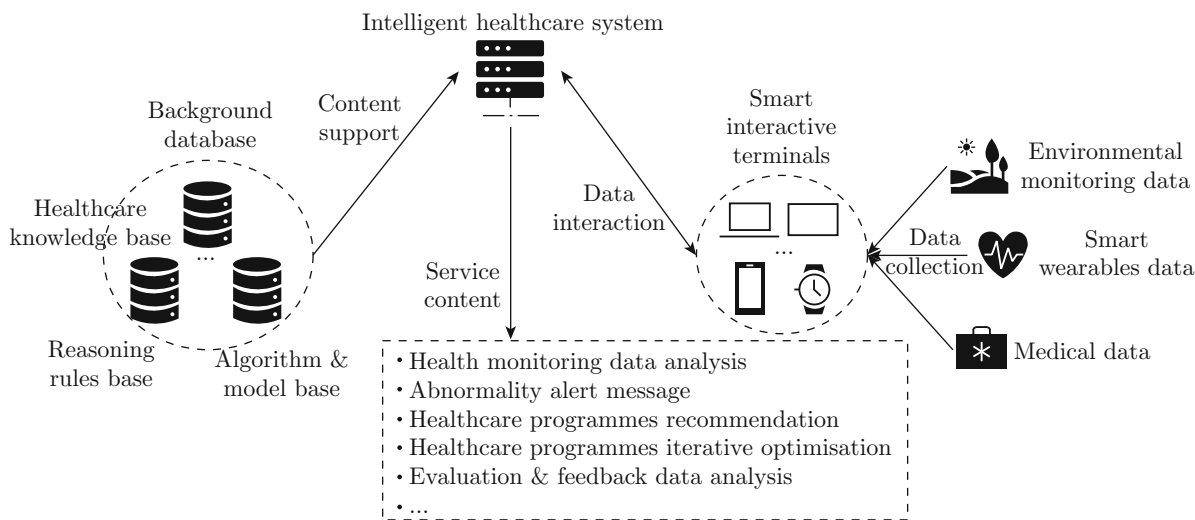 Intelligent healthcare system
Background
database
Content
support
Healthcare
knowledge base
...
Reasoning
rules base
Algorithm &
model base
Service
content
Data
interaction
Smart
interactive
terminals
...
Data
collection
Environmental
monitoring data
Smart
wearables data
Medical data
· Health monitoring data analysis
· Abnormality alert message
· Healthcare programmes recommendation
· Healthcare programmes iterative optimisation
· Evaluation & feedback data analysis
· ...